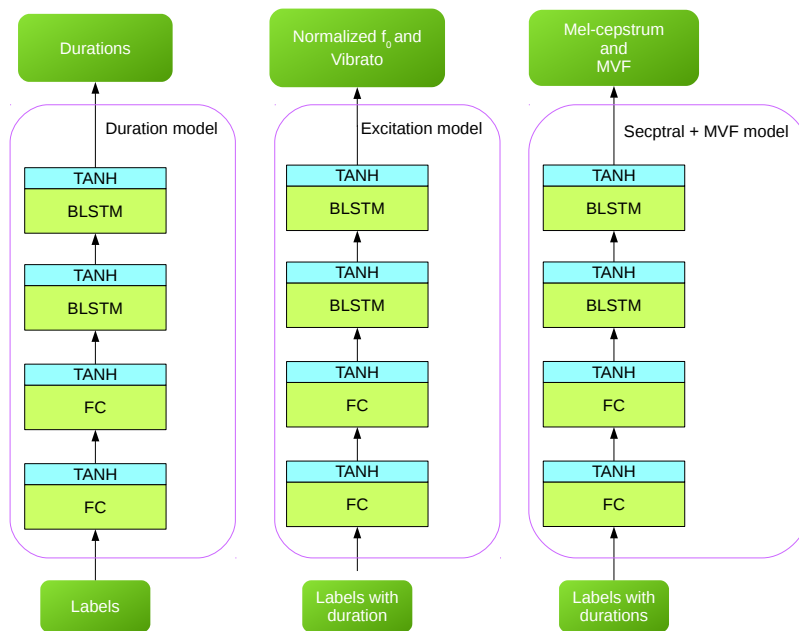 Durations
Duration model
TANH
BLSTM
TANH
BLSTM
TANH
FC
TANH
FC
Labels
Normalized f0 and
Vibrato
Excitation model
TANH
BLSTM
TANH
BLSTM
TANH
FC
TANH
FC
Labels with
duration
Mel-cepstrum
and
MVF
Secptral + MVF model
TANH
BLSTM
TANH
BLSTM
TANH
FC
TANH
FC
Labels with
durations